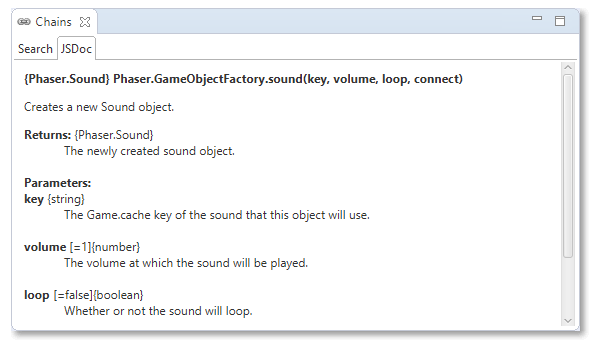 Chains
Search JSDoc
{Phaser.Sound} Phaser.GameObjectFactory.sound(key, volume, loop, connect)
Creates a new Sound object.
Returns: {Phaser.Sound}
The newly created sound object.
Parameters:
key {string}
The Game.cache key of the sound that this object will use.
volume [=1]{number}
The volume at which the sound will be played.
loop [=false]{boolean}
Whether or not the sound will loop.